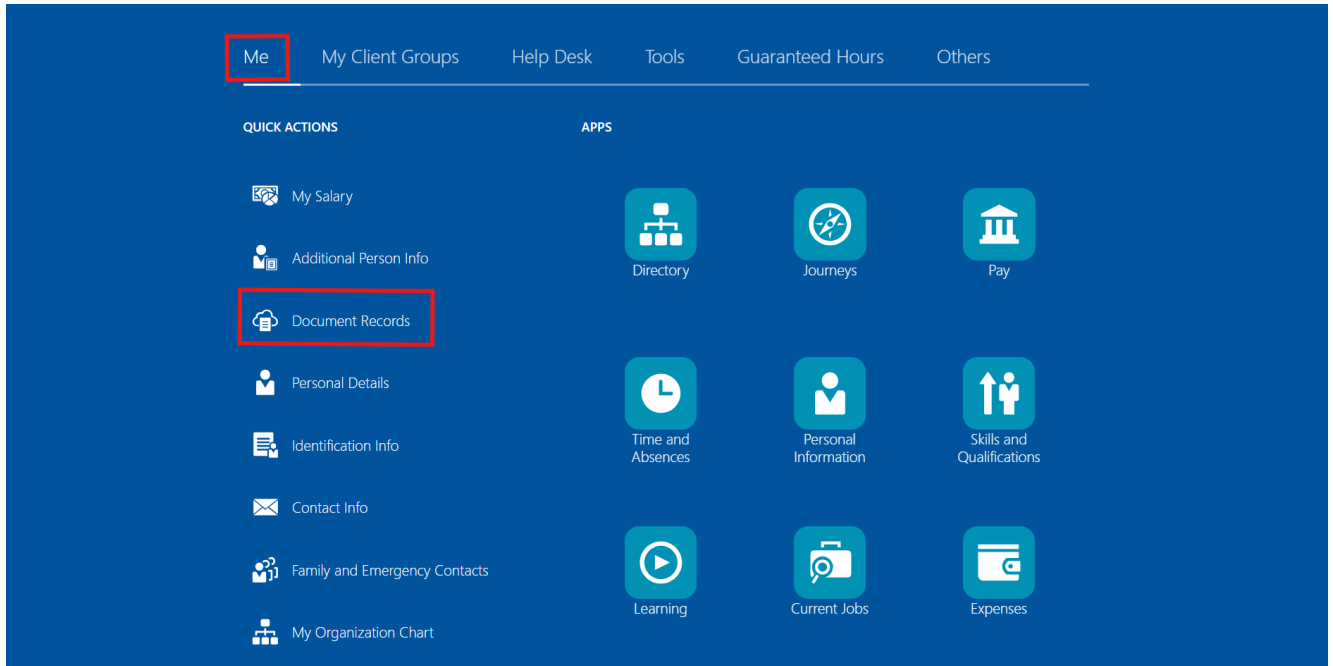 Me
My Client Groups
Help Desk
Tools
Guaranteed Hours
Others
QUICK ACTIONS
My Salary
Additional Person Info
Document Records
Personal Details
Identification Info
Contact Info
Family and Emergency Contacts
My Organization Chart
APPS
Directory
Journeys
Pay
Time and
Absences
Personal
Information
Skills and
Qualifications
Learning
Current Jobs
Expenses